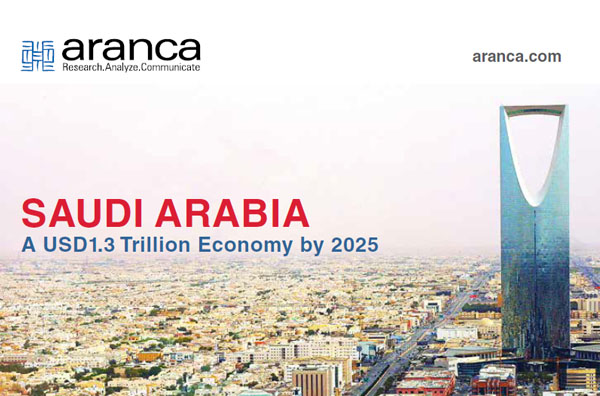 aranca
Research.Analyze.Communicate
aranca.com
SAUDI ARABIA
A USD1.3 Trillion Economy by 2025